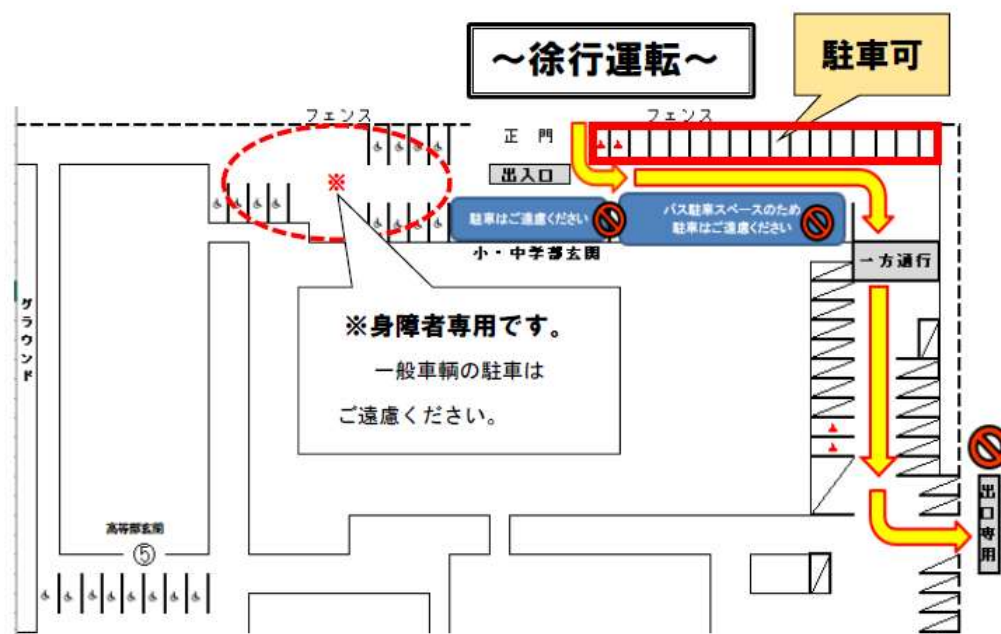 ～徐行運転～
駐車可
フェンス
フェンス
正 門
出入口
※
駐車はご遠慮ください
バス駐車スペースのため
駐車はご遠慮ください
小・中学部玄関
一方通行
※身障者専用です。
一般車輌の駐車は
ご遠慮ください。
グラウンド
出口専用
高等部玄関
⑤